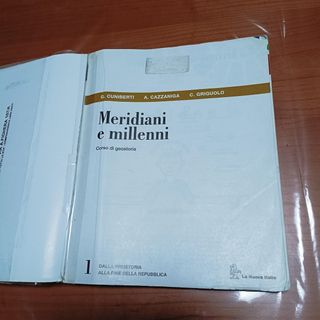 G. CUNIBERTI A. CAZZANIGA C. GRIGUOLO
Meridiani
e millenni
Corso di geostoria
1 DALLA PREISTORIA
ALLA FINE DELLA REPUBBLICA
La Nuova Italia